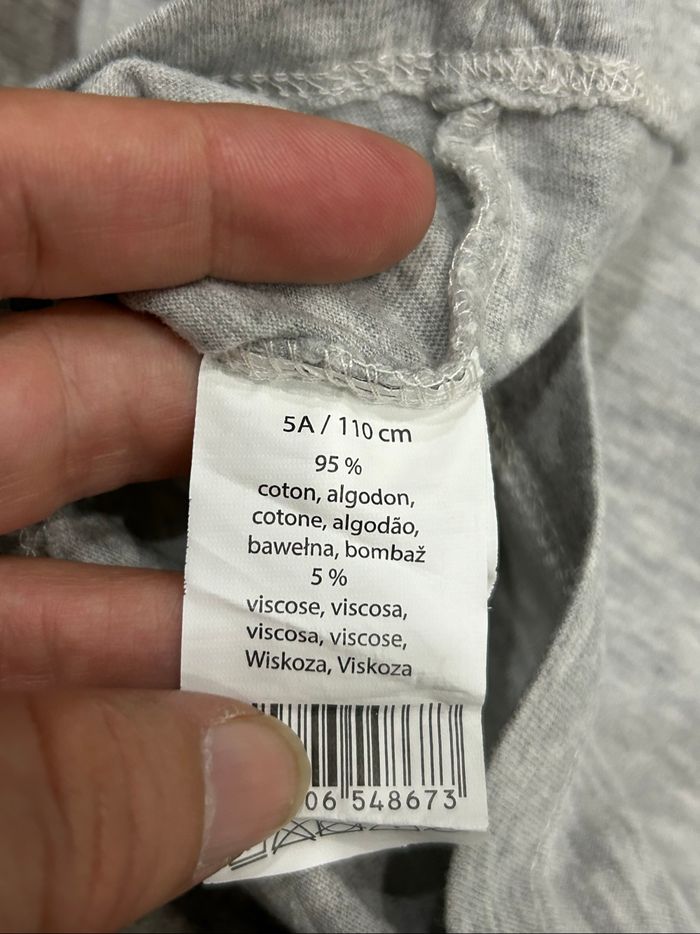 5A / 110 cm
95 %
coton, algodon,
cotone, algodão,
bawełna, bombaž
5 %
viscose, viscosa,
viscosa, viscose,
Wiskoza, Viskoza
06 548673